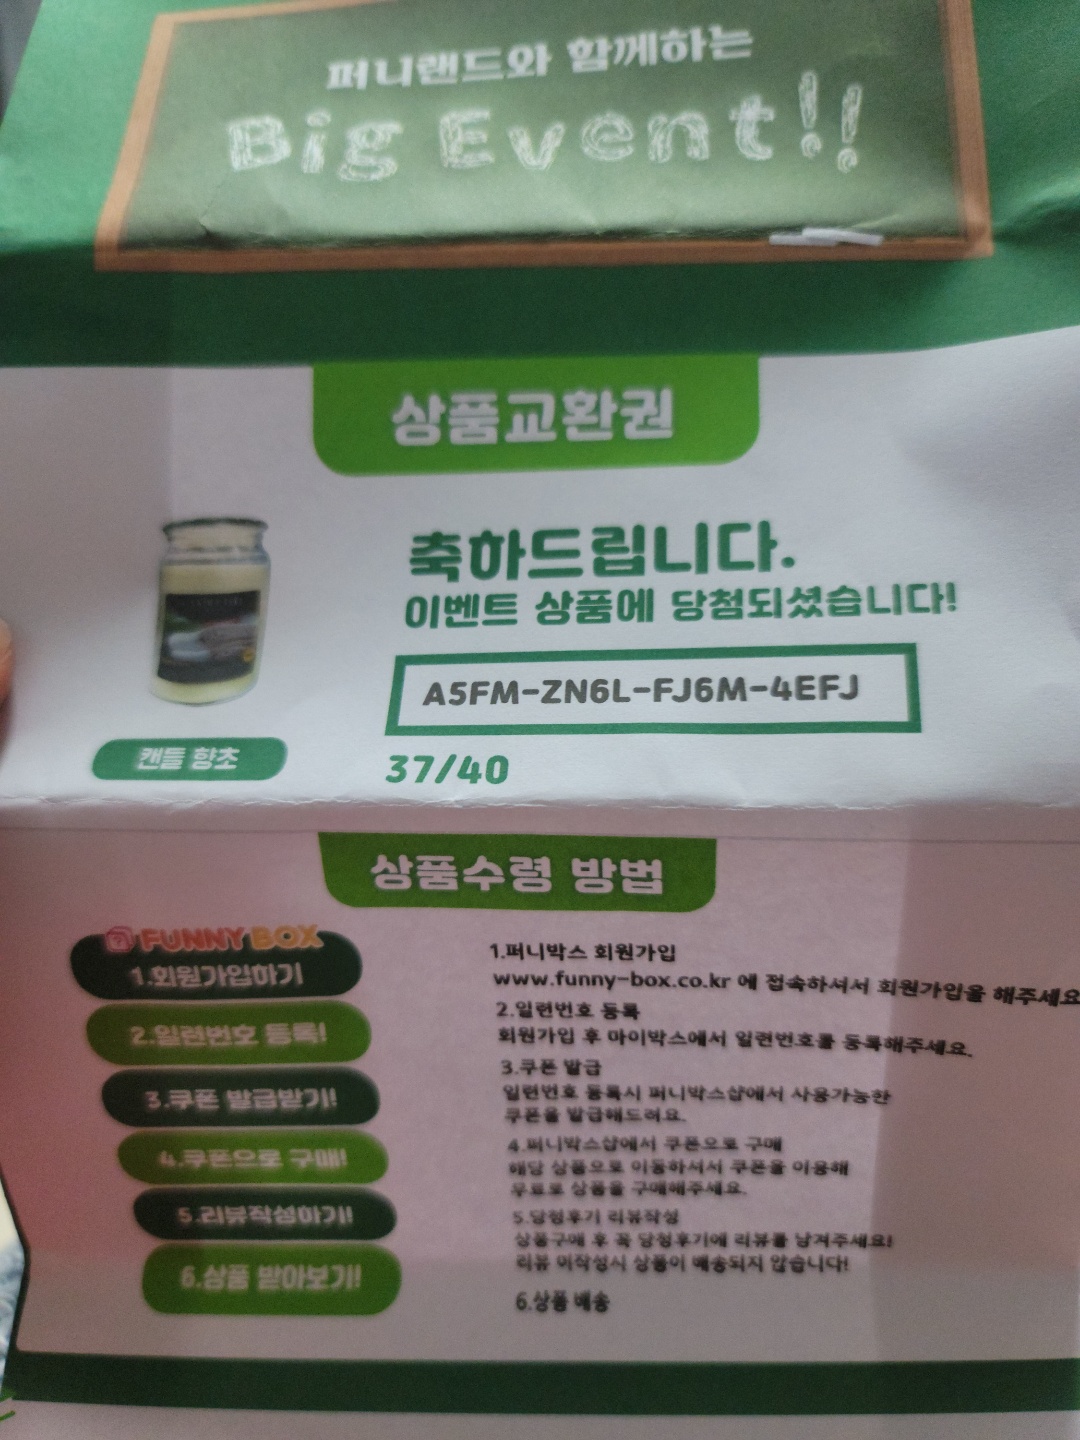 퍼니랜드와 함께하는
Big Event!!
상품교환권
축하드립니다.
이벤트 상품에 당첨되셨습니다!
A5FM-ZN6L-FJ6M-4EFJ
캔들 향초
37/40
상품수령 방법
FUNNY BOX
1.회원가입하기
2.일련번호 등록!
3.쿠폰 발급받기!
4.쿠폰으로 구매!
5.리뷰작성하기!
6.상품 받아보기!
1.퍼니박스 회원가입
www.funny-box.co.kr 에 접속하셔서 회원가입을 해주세요
2.일련번호 등록
회원가입 후 마이박스에서 일련번호를 등록해주세요.
3.쿠폰 발급
일련번호 등록시 퍼니박스샵에서 사용가능한
쿠폰을 발급해드려요.
4.퍼니박스샵에서 쿠폰으로 구매
해당 상품으로 이동하셔서 쿠폰을 이용해
무료로 상품을 구매해주세요.
5.당첨후기 리뷰작성
상품구매 후 꼭 당첨후기에 리뷰를 남겨주세요!
리뷰 미작성시 상품이 배송되지 않습니다!
6.상품 배송